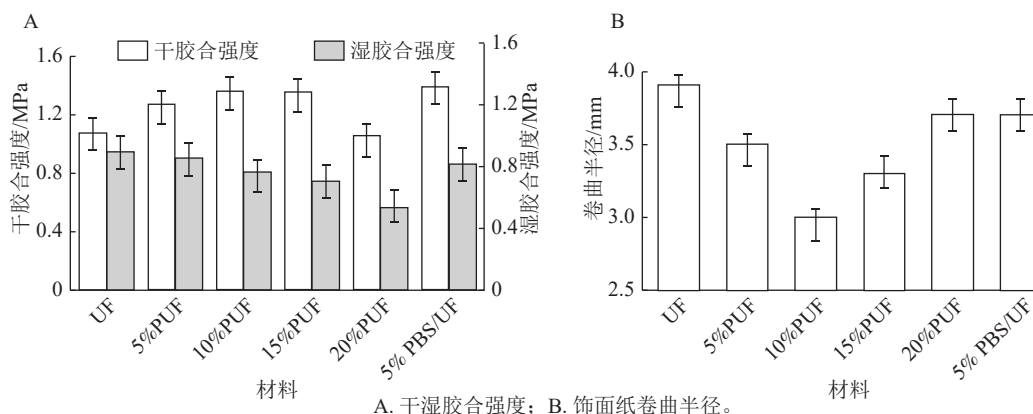 A
干胶合强度
湿胶合强度
干胶合强度/MPa
1.6
1.2
0.8
0.4
0
湿胶合强度/MPa
1.6
1.2
0.8
0.4
0
UF
5%PUF
10%PUF
15%PUF
20%PUF
5% PBS/UF
材料
B
卷曲半径/mm
4.0
3.5
3.0
2.5
UF
5%PUF
10%PUF
15%PUF
20%PUF
5% PBS/UF
材料
A. 干湿胶合强度；B. 饰面纸卷曲半径。